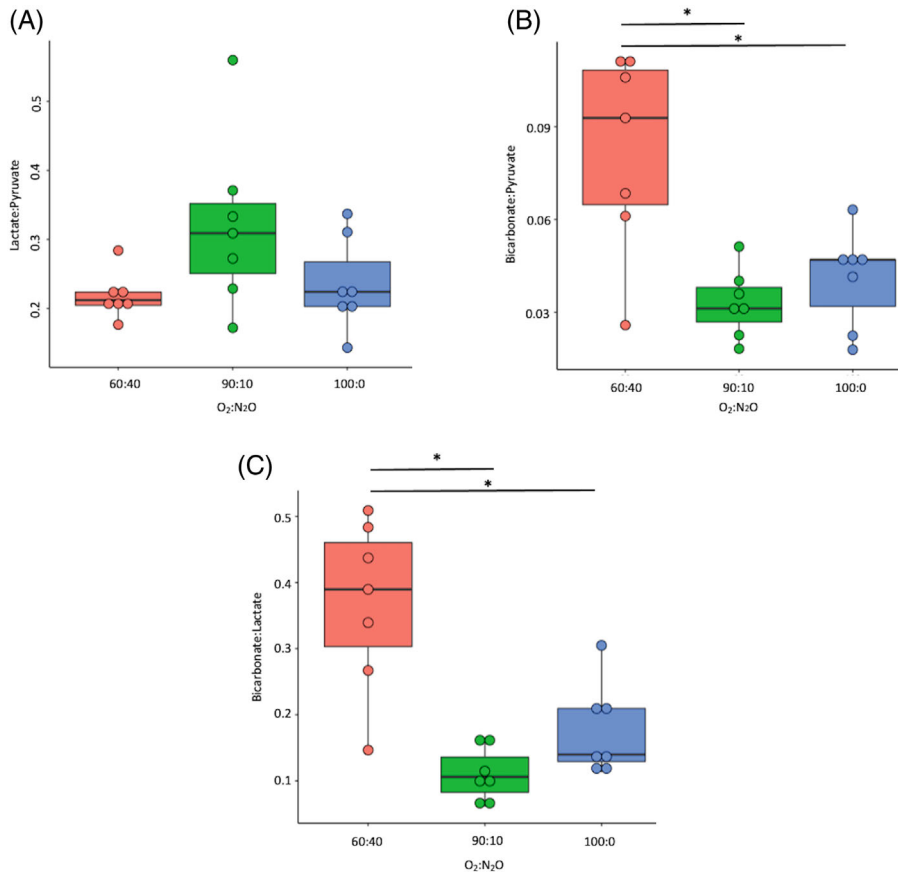 (A)
Lactate:Pyruvate
0.5
0.4
0.3
0.2
60:40
90:10
100:0
O₂:N₂O
(B)
*
*
Bicarbonate:Pyruvate
0.09
0.06
0.03
60:40
90:10
100:0
O₂:N₂O
(C)
*
*
Bicarbonate:Lactate
0.5
0.4
0.3
0.2
0.1
60:40
90:10
100:0
O₂:N₂O